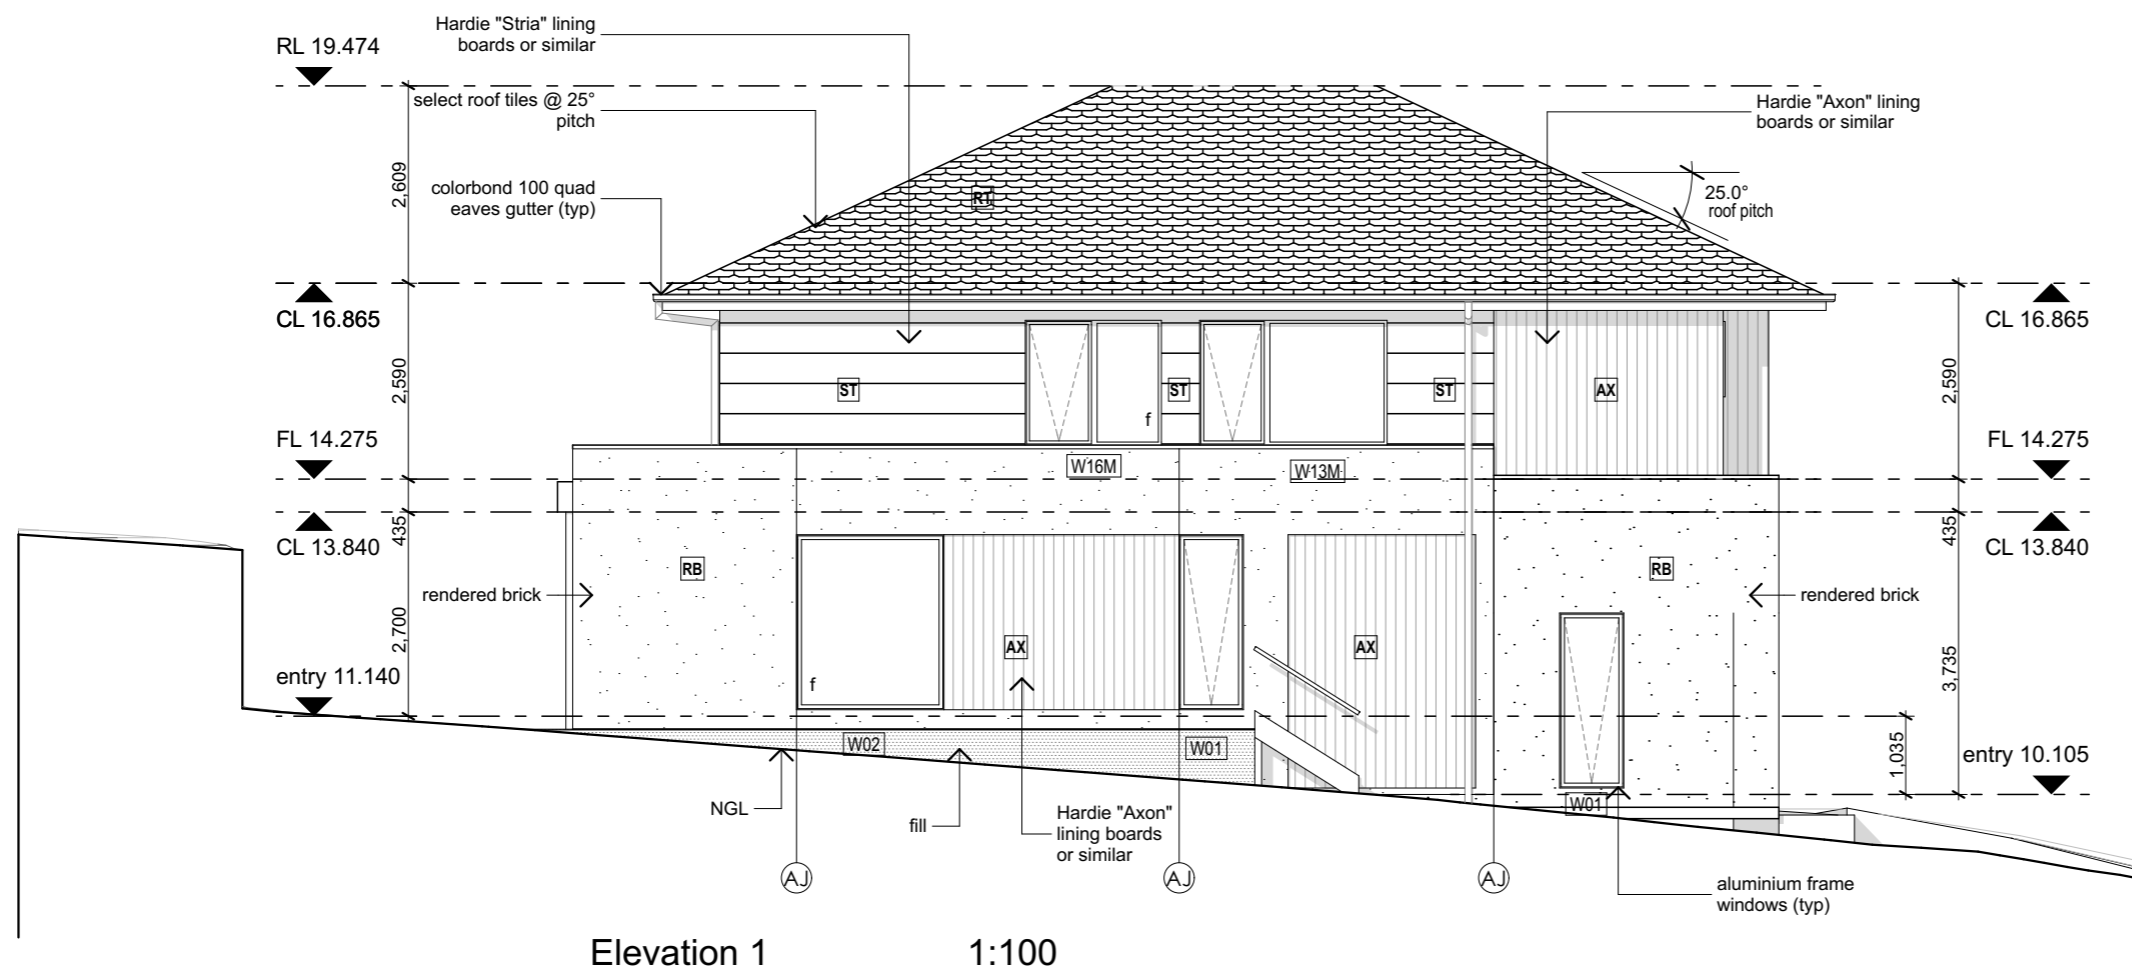 Hardie "Stria" lining
boards or similar
RL 19.474
select roof tiles @ 25°
pitch
Hardie "Axon" lining
boards or similar
2,609
colorbond 100 quad
eaves gutter (typ)
RT
25.0°
roof pitch
CL 16.865
CL 16.865
2,590
ST
ST
ST
AX
2,590
f
FL 14.275
FL 14.275
W16M
W13M
435
CL 13.840
435
CL 13.840
RB
RB
rendered brick
rendered brick
2,700
AX
AX
3,735
entry 11.140
f
W02
W01
1,035
entry 10.105
NGL
fill
Hardie "Axon"
lining boards
or similar
W01
AJ
AJ
AJ
aluminium frame
windows (typ)
Elevation 1 1:100